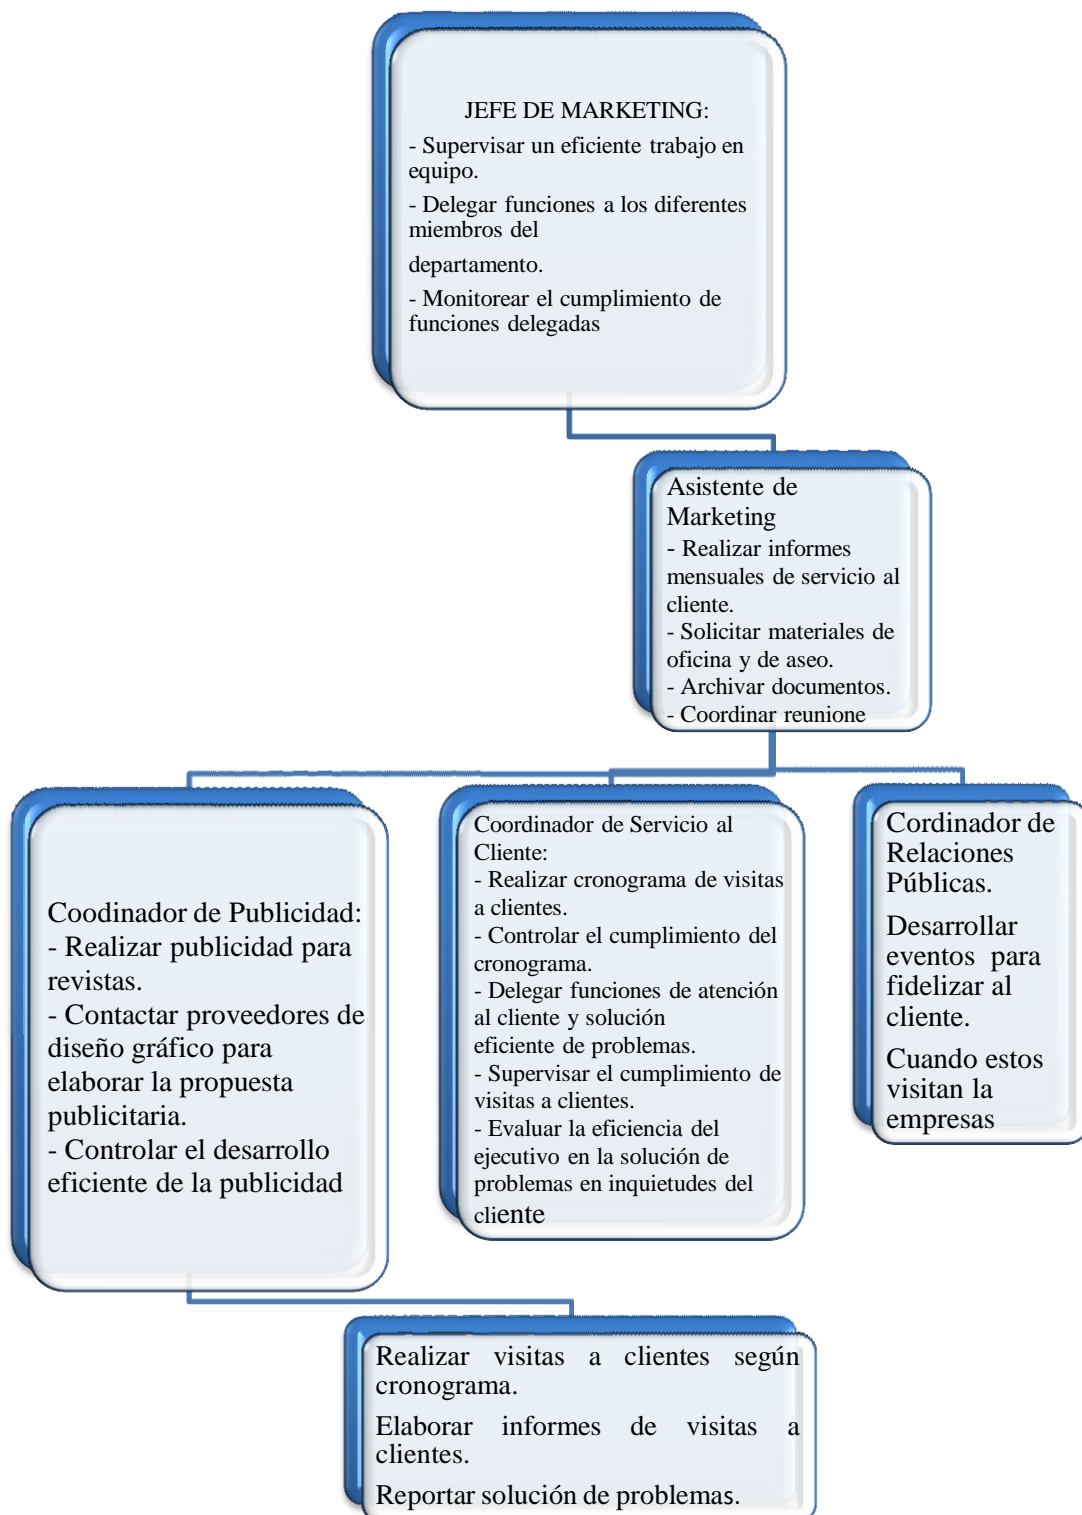 JEFE DE MARKETING:
- Supervisar un eficiente trabajo en
equipo.
- Delegar funciones a los diferentes
miembros del
departamento.
- Monitorear el cumplimiento de
funciones delegadas
Asistente de
Marketing
- Realizar informes
mensuales de servicio al
cliente.
- Solicitar materiales de
oficina y de aseo.
- Archivar documentos.
- Coordinar reunione
Coodinador de Publicidad:
- Realizar publicidad para
revistas.
- Contactar proveedores de
diseño gráfico para
elaborar la propuesta
publicitaria.
- Controlar el desarrollo
eficiente de la publicidad
Coordinador de Servicio al
Cliente:
- Realizar cronograma de visitas
a clientes.
- Controlar el cumplimiento del
cronograma.
- Delegar funciones de atención
al cliente y solución
eficiente de problemas.
- Supervisar el cumplimiento de
visitas a clientes.
- Evaluar la eficiencia del
ejecutivo en la solución de
problemas en inquietudes del
cliente
Cordinador de
Relaciones
Públicas.
Desarrollar
eventos para
fidelizar al
cliente.
Cuando estos
visitan la
empresas
Realizar visitas a clientes según
cronograma.
Elaborar informes de visitas a
clientes.
Reportar solución de problemas.